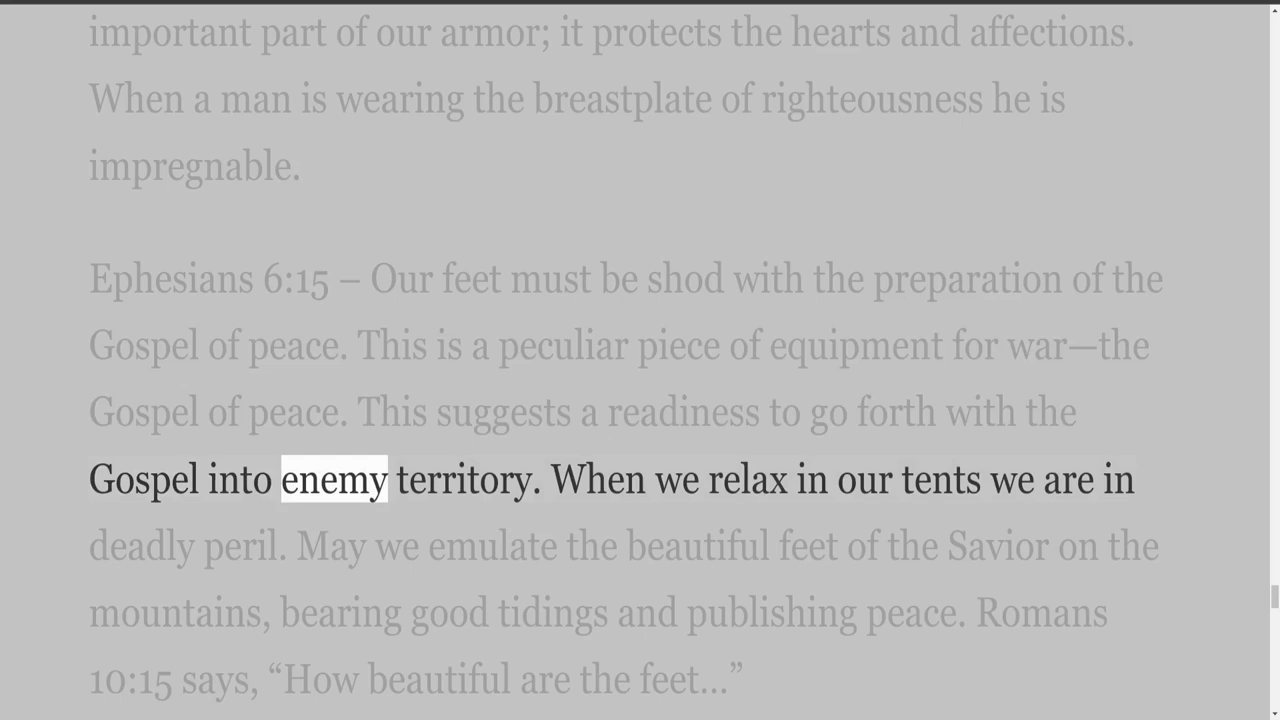 important part of our armor; it protects the hearts and affections.
When a man is wearing the breastplate of righteousness he is
impregnable.
Ephesians 6:15 – Our feet must be shod with the preparation of the
Gospel of peace. This is a peculiar piece of equipment for war—the
Gospel of peace. This suggests a readiness to go forth with the
Gospel into enemy territory. When we relax in our tents we are in
deadly peril. May we emulate the beautiful feet of the Savior on the
mountains, bearing good tidings and publishing peace. Romans
10:15 says, “How beautiful are the feet…”